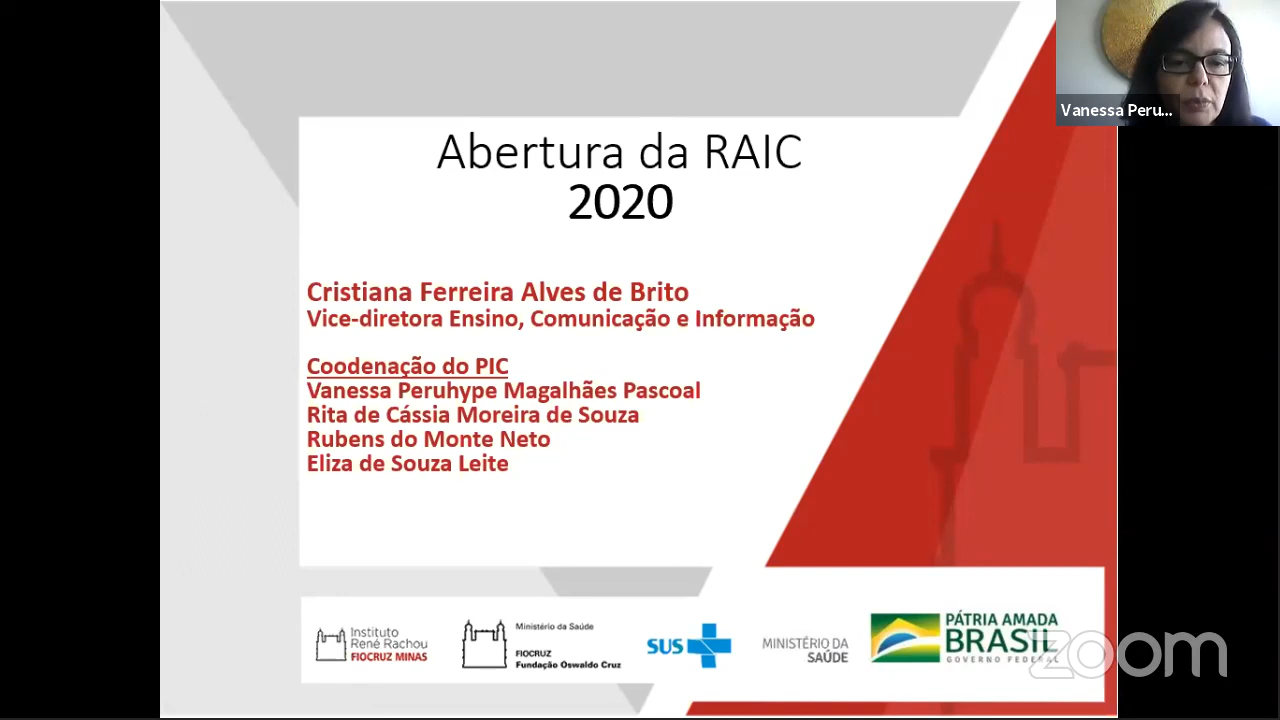 Abertura da RAIC
2020
Cristiana Ferreira Alves de Brito
Vice-diretora Ensino, Comunicação e Informação
Coodenação do PIC
Vanessa Peruhype Magalhães Pascoal
Rita de Cássia Moreira de Souza
Rubens do Monte Neto
Eliza de Souza Leite
Vanessa Peru...
Instituto
René Rachou
FIOCRUZ MINAS
Ministério da Saúde
FIOCRUZ
Fundação Oswaldo Cruz
SUS
MINISTÉRIO DA
SAÚDE
PÁTRIA AMADA
BRASIL
GOVERNO FEDERAL
zoom